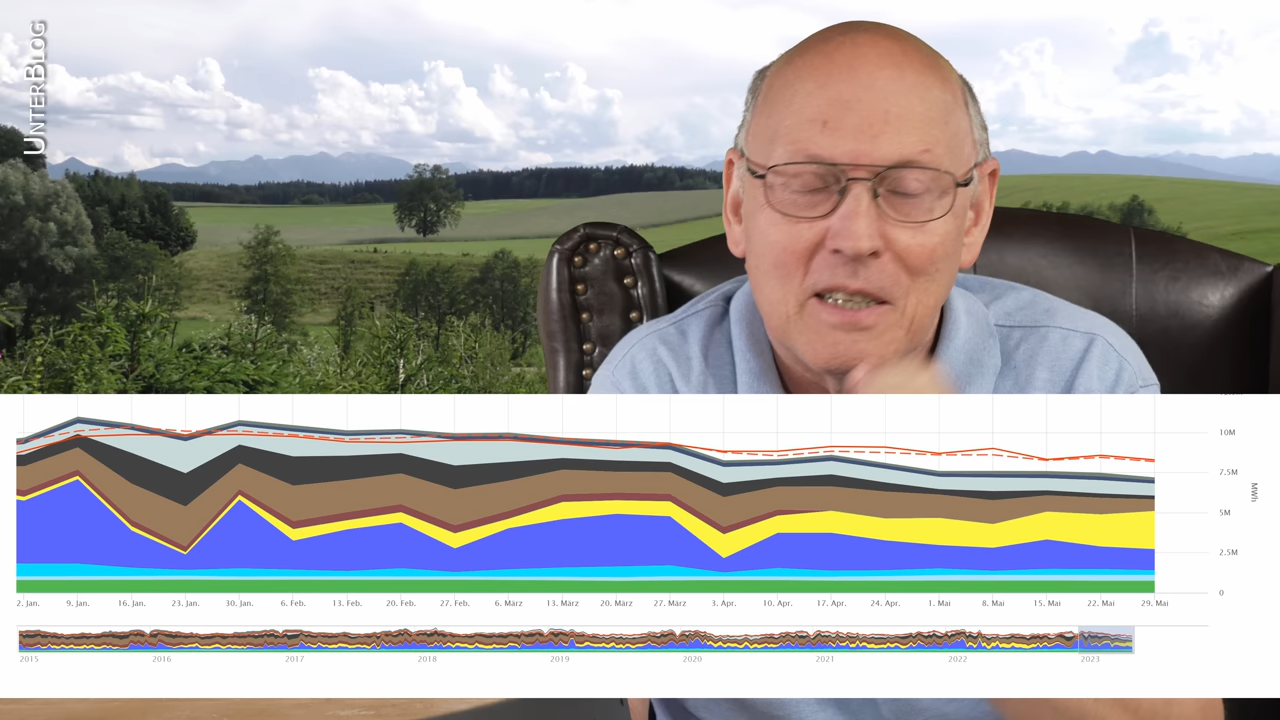 UNTERBLOG
10M
7.5M
5M
2.5M
0
MWh
2. Jan.
9. Jan.
16. Jan.
23. Jan.
30. Jan.
6. Feb.
13. Feb.
20. Feb.
27. Feb.
6. März
13. März
20. März
27. März
3. Apr.
10. Apr.
17. Apr.
24. Apr.
1. Mai
8. Mai
15. Mai
22. Mai
29. Mai
2015
2016
2017
2018
2019
2020
2021
2022
2023